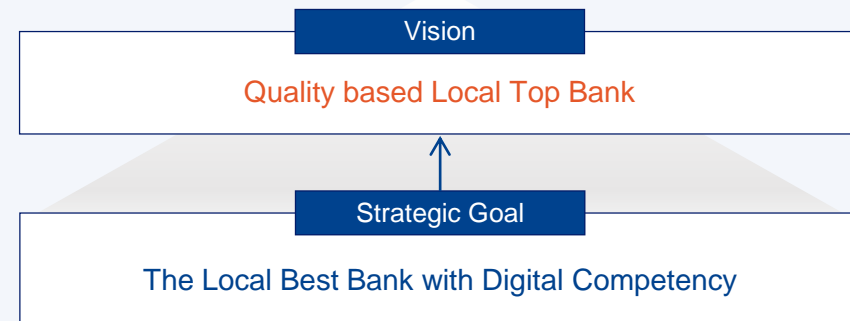 Vision
Quality based Local Top Bank
Strategic Goal
The Local Best Bank with Digital Competency